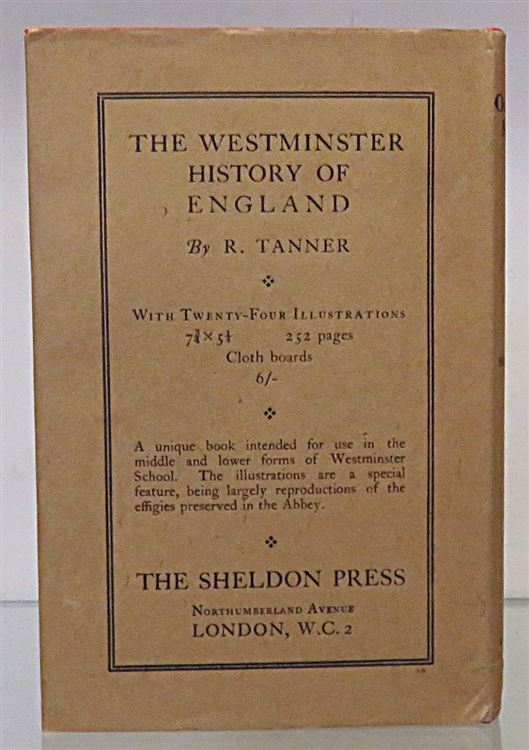 THE WESTMINSTER
HISTORY OF
ENGLAND
By R. TANNER
WITH TWENTY-FOUR ILLUSTRATIONS
7¾ × 5¼ 252 pages
Cloth boards
6/-
A unique book intended for use in the
middle and lower forms of Westminster
School. The illustrations are a special
feature, being largely reproductions of the
effigies preserved in the Abbey.
THE SHELDON PRESS
NORTHUMBERLAND AVENUE
LONDON, W.C. 2